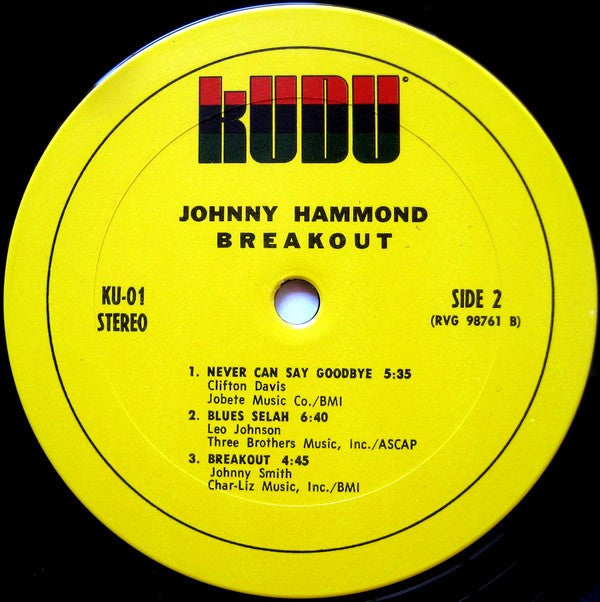 KUDU©
JOHNNY HAMMOND
BREAKOUT
KU-01
STEREO
SIDE 2
(RVG 98761 B)
1. NEVER CAN SAY GOODBYE 5:35
Clifton Davis
Jobete Music Co./BMI
2. BLUES SELAH 6:40
Leo Johnson
Three Brothers Music, Inc./ASCAP
3. BREAKOUT 4:45
Johnny Smith
Char-Liz Music, Inc./BMI